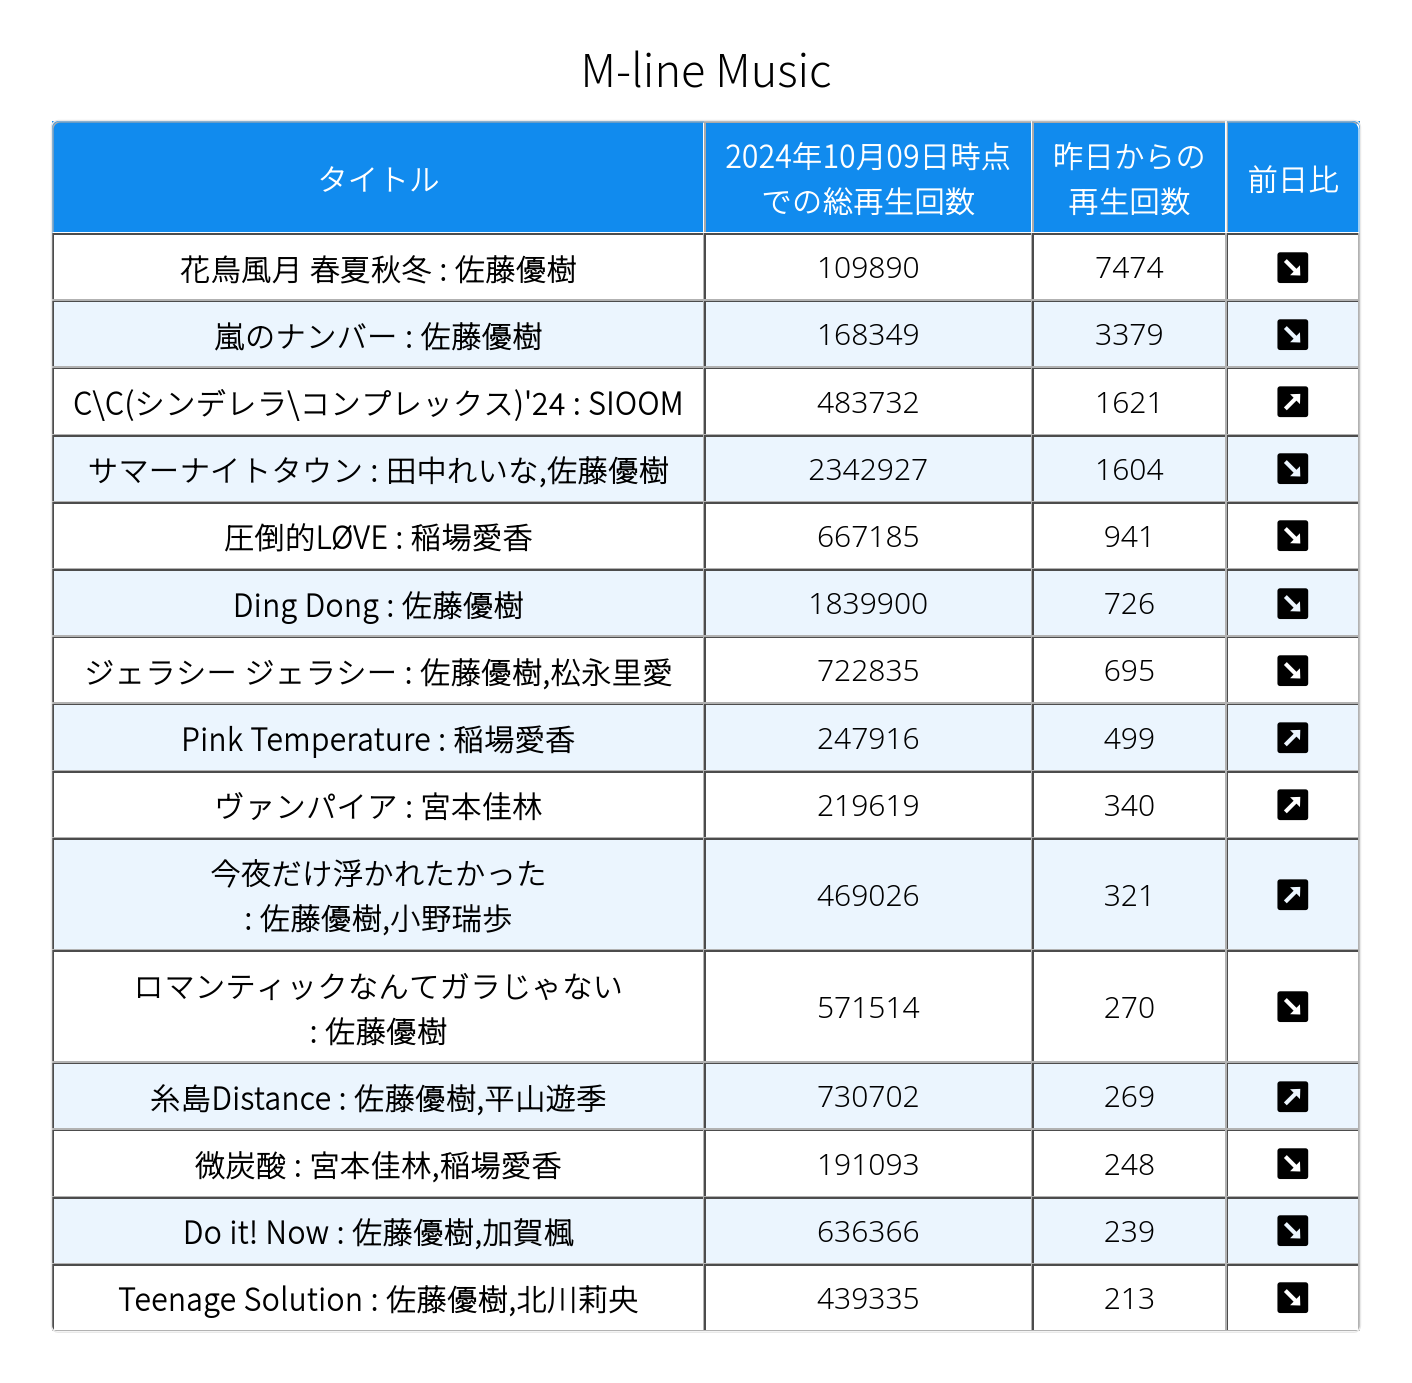 M-line Music
タイトル
2024年10月09日時点
での総再生回数
昨日からの
再生回数
前日比
花鳥風月 春夏秋冬 : 佐藤優樹
109890
7474
嵐のナンバー : 佐藤優樹
168349
3379
C\C(シンデレラ\コンプレックス)'24 : SIOOM
483732
1621
サマーナイトタウン : 田中れいな,佐藤優樹
2342927
1604
圧倒的LØVE : 稲場愛香
667185
941
Ding Dong : 佐藤優樹
1839900
726
ジェラシー ジェラシー : 佐藤優樹,松永里愛
722835
695
Pink Temperature : 稲場愛香
247916
499
ヴァンパイア : 宮本佳林
219619
340
今夜だけ浮かれたかった
: 佐藤優樹,小野瑞歩
469026
321
ロマンティックなんてガラじゃない
: 佐藤優樹
571514
270
糸島Distance : 佐藤優樹,平山遊季
730702
269
微炭酸 : 宮本佳林,稲場愛香
191093
248
Do it! Now : 佐藤優樹,加賀楓
636366
239
Teenage Solution : 佐藤優樹,北川莉央
439335
213